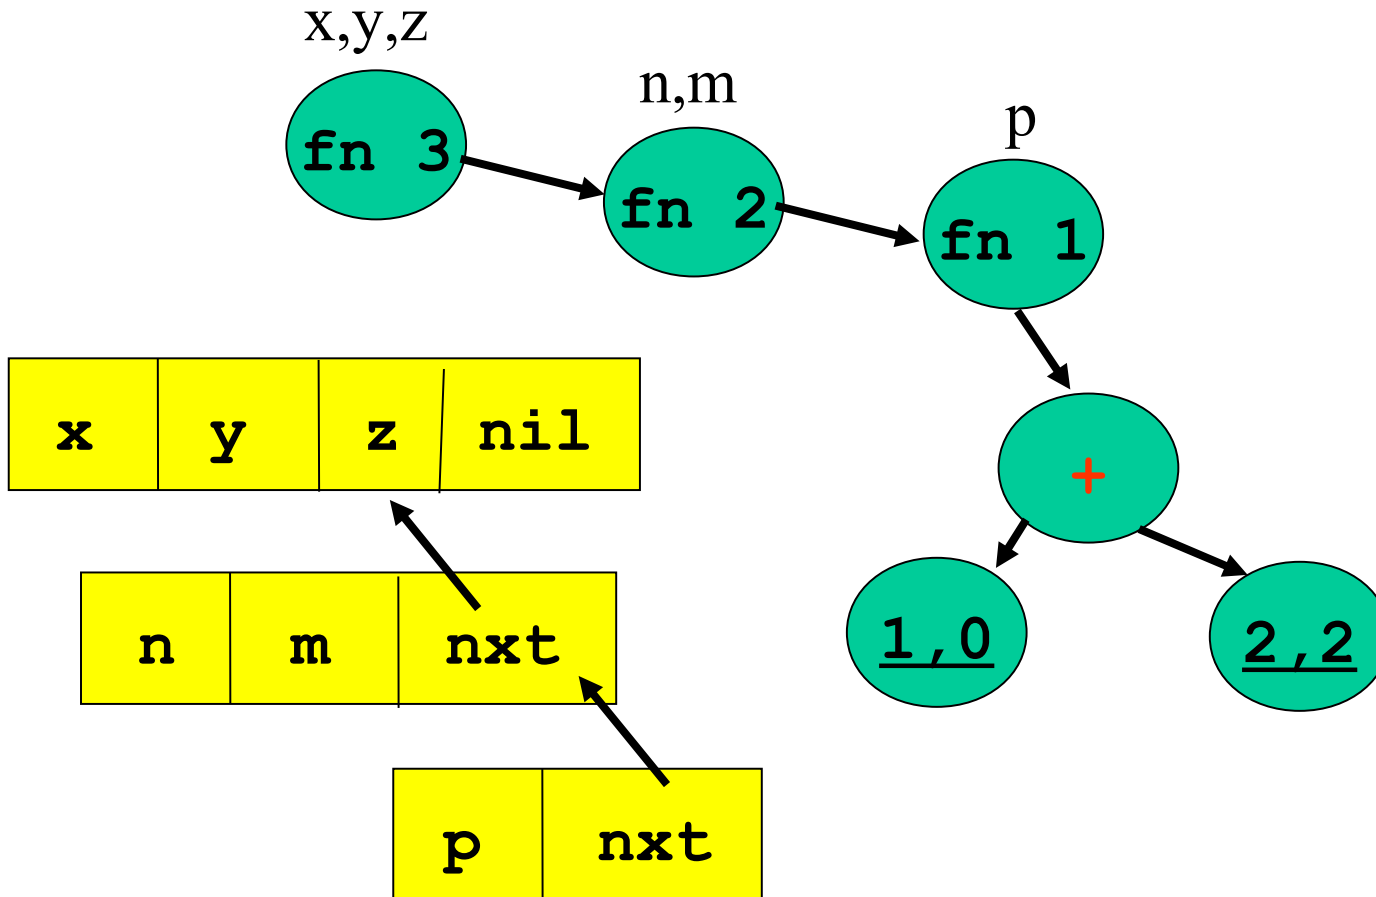 x,y,z
n,m
p
fn 3
fn 2
fn 1
x y z nil
+
n m nxt
1,0
2,2
p nxt